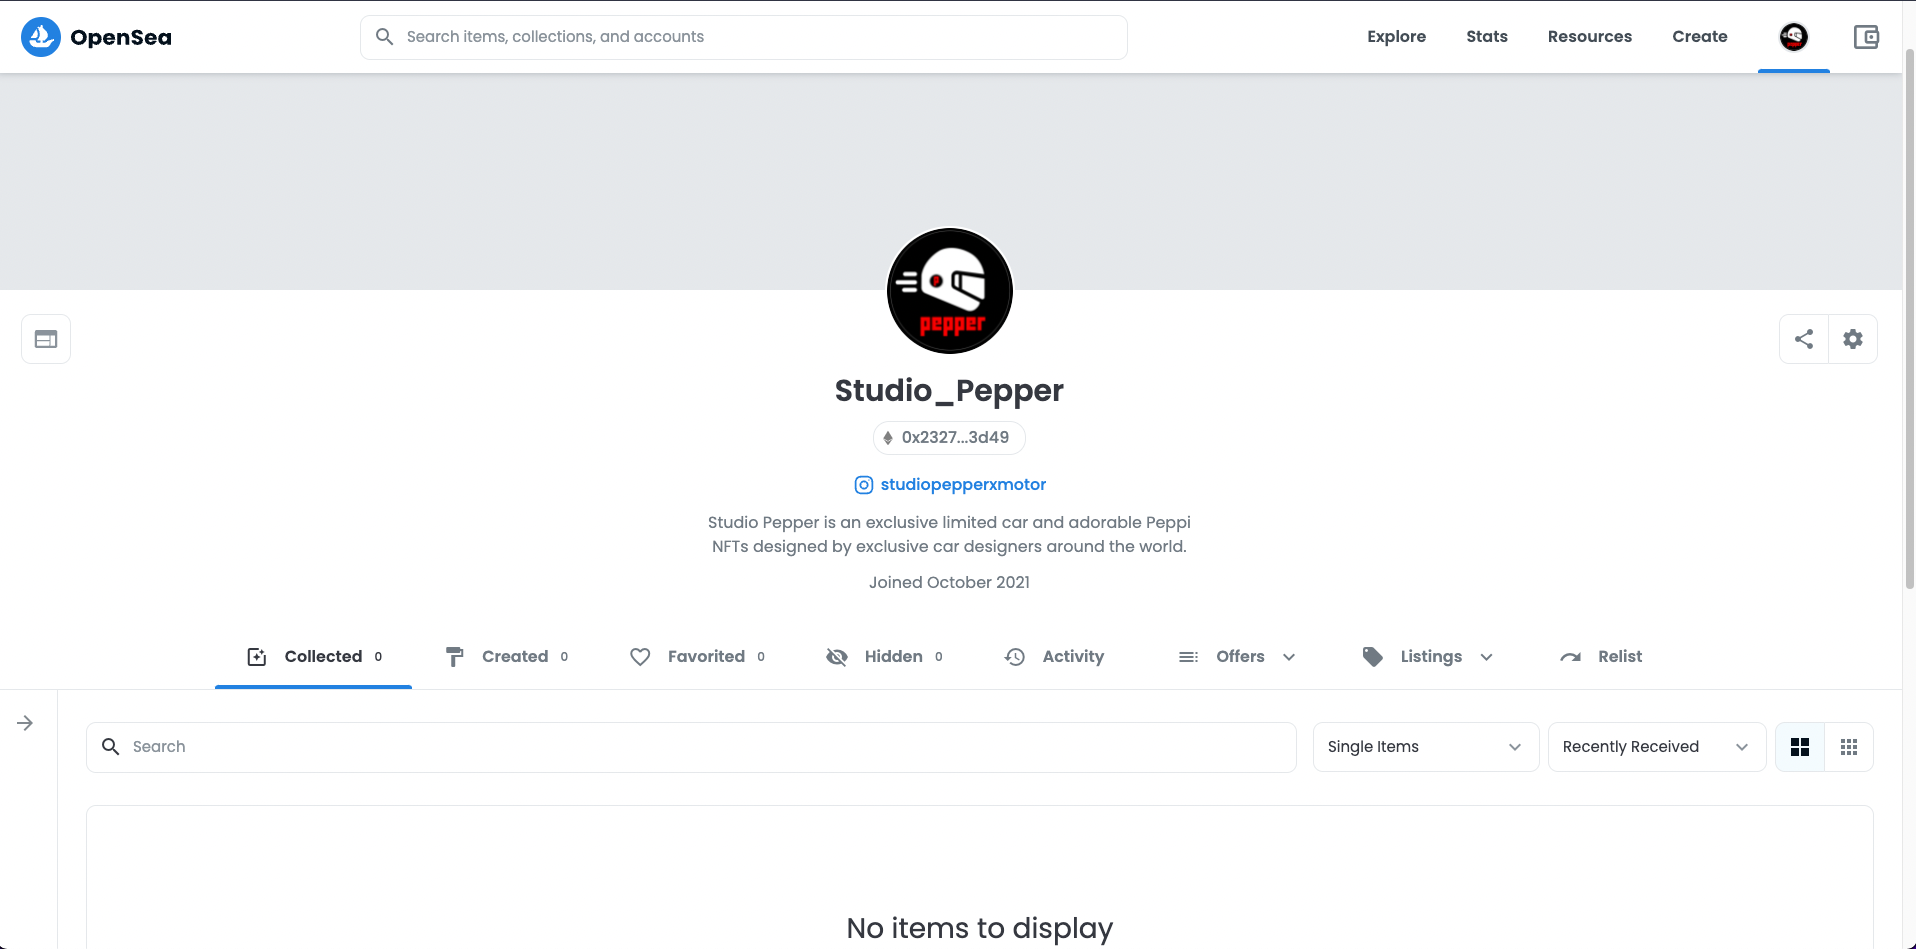 OpenSea
Search items, collections, and accounts
Explore
Stats
Resources
Create
pepper
Studio_Pepper
0x2327...3d49
studiopepperxmotor
Studio Pepper is an exclusive limited car and adorable Peppi
NFTs designed by exclusive car designers around the world.
Joined October 2021
Collected 0
Created 0
Favorited 0
Hidden 0
Activity
Offers
Listings
Relist
Search
Single Items
Recently Received
No items to display